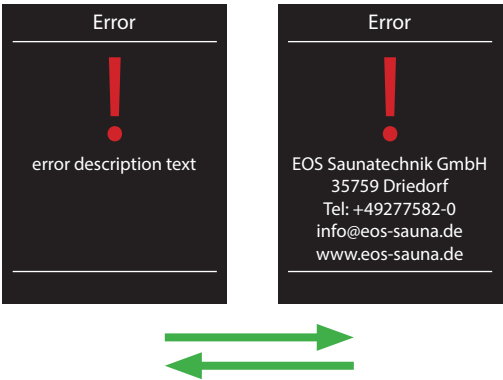 Error
error description text
Error
EOS Saunatechnik GmbH
35759 Driedorf
Tel: +49277582-0
info@eos-sauna.de
www.eos-sauna.de